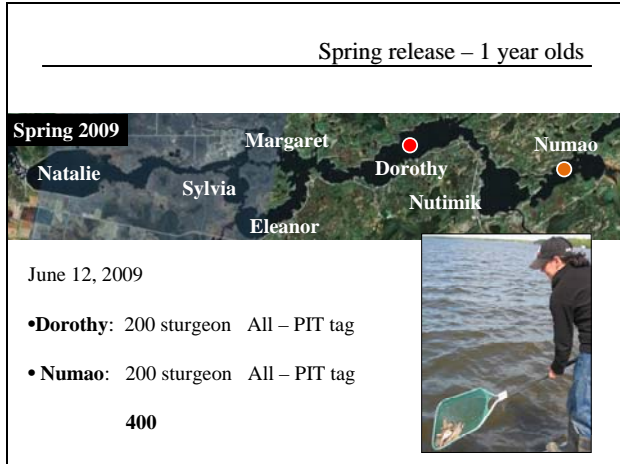 Spring release – 1 year olds
Spring 2009
Margaret
Numao
Natalie
Dorothy
Sylvia
Nutimik
Eleanor
June 12, 2009
•Dorothy: 200 sturgeon All – PIT tag
• Numao: 200 sturgeon All – PIT tag
400